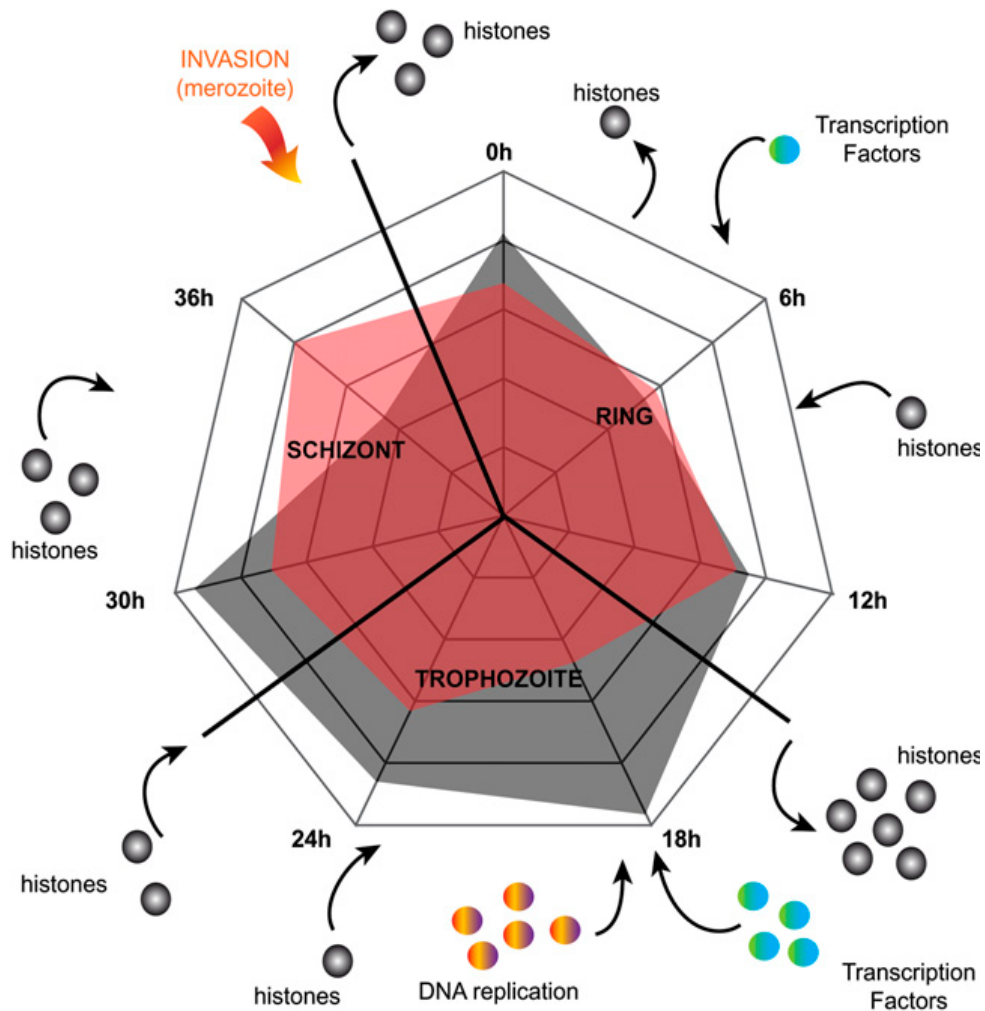 histones
INVASION
(merozoite)
histones
Transcription
Factors
0h
36h
6h
RING
SCHIZONT
histones
histones
30h
12h
TROPHOZOITE
histones
24h
18h
histones
histones
DNA replication
Transcription
Factors